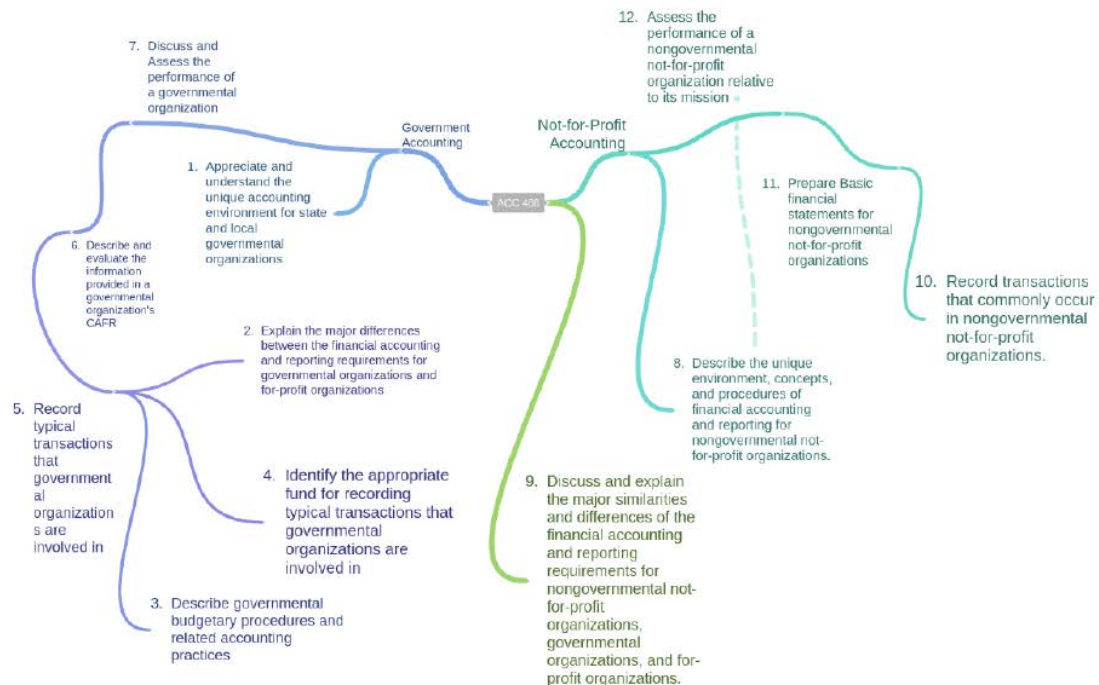 12. Assess the
performance of a
nongovernmental
not-for-profit
organization relative
to its mission
7. Discuss and
Assess the
performance of
a governmental
organization
Government
Accounting
Not-for-Profit
Accounting
1. Appreciate and
understand the
unique accounting
environment for state
and local
governmental
organizations
ACC 486
11. Prepare Basic
financial
statements for
nongovernmental
not-for-profit
organizations
6. Describe and
evaluate the
information
provided in a
governmental
organization's
CAFR
10. Record transactions
that commonly occur
in nongovernmental
not-for-profit
organizations.
2. Explain the major differences
between the financial accounting
and reporting requirements for
governmental organizations and
for-profit organizations
8. Describe the unique
environment, concepts,
and procedures of
financial accounting
and reporting for
nongovernmental not-
for-profit organizations.
5. Record
typical
transactions
that
government
al
organization
s are
involved in
4. Identify the appropriate
fund for recording
typical transactions that
governmental
organizations are
involved in
9. Discuss and explain
the major similarities
and differences of the
financial accounting
and reporting
requirements for
nongovernmental not-
for-profit
organizations,
governmental
organizations, and for-
profit organizations.
3. Describe governmental
budgetary procedures and
related accounting
practices